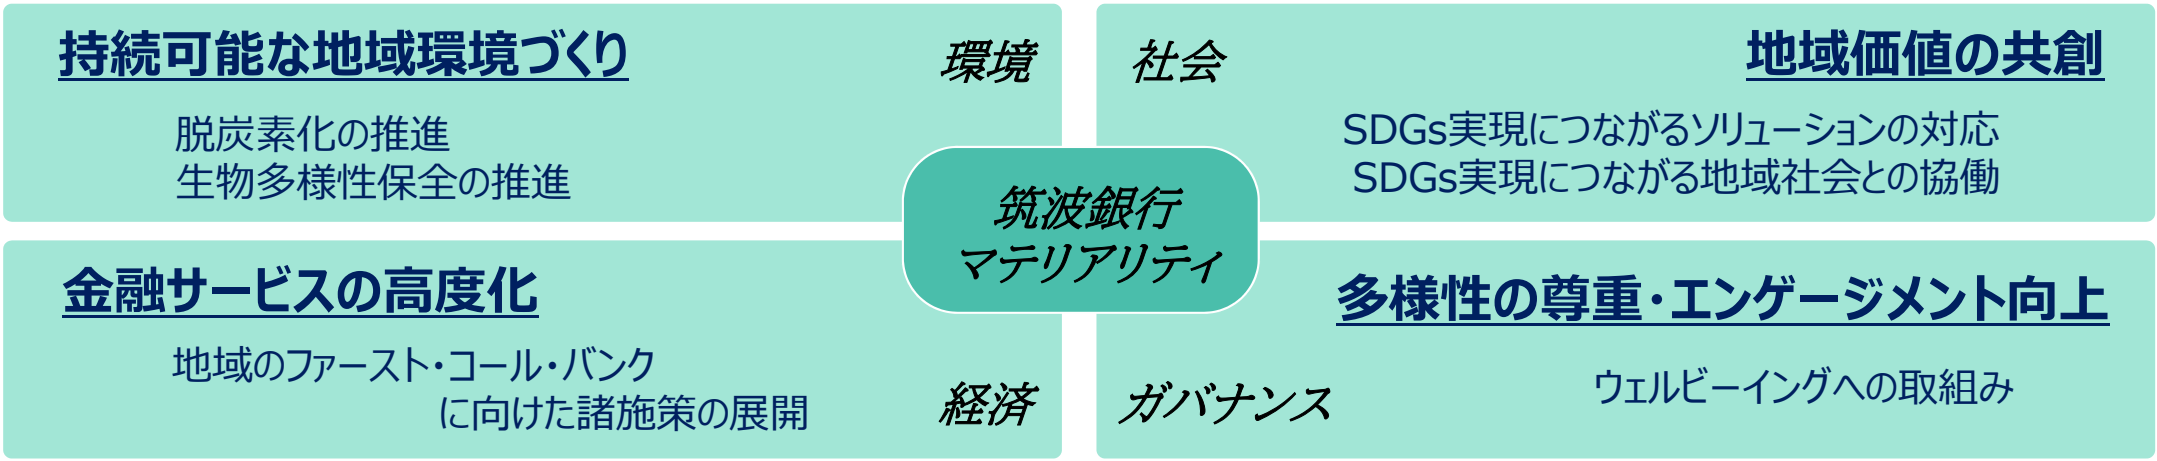 持続可能な地域環境づくり
環境
脱炭素化の推進
生物多様性保全の推進
社会
地域価値の共創
SDGs実現につながるソリューションの対応
SDGs実現につながる地域社会との協働
筑波銀行
マテリアリティ
金融サービスの高度化
地域のファースト・コール・バンク
に向けた諸施策の展開
経済
多様性の尊重・エンゲージメント向上
ウェルビーイングへの取組み
ガバナンス